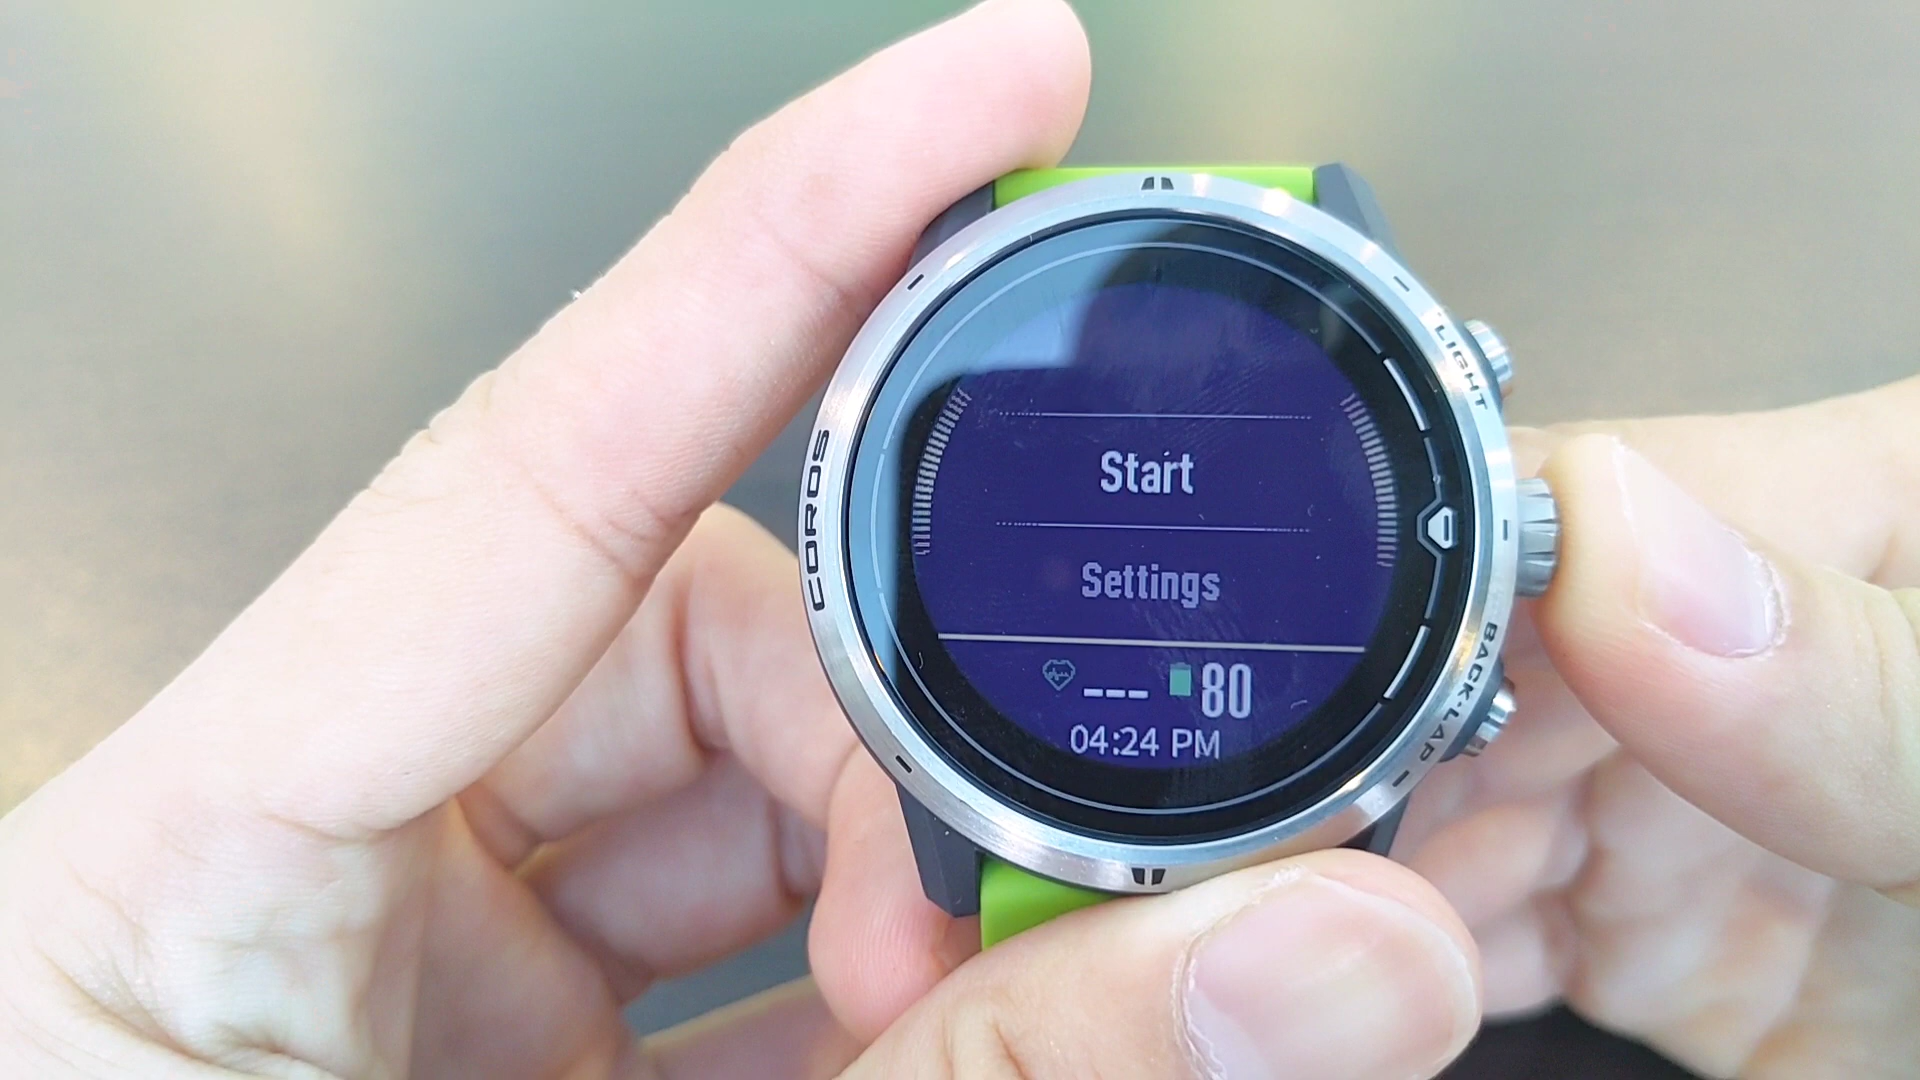 LIGHT
COROS
Start
Settings
--- 80
04:24 PM
BACK·LAP